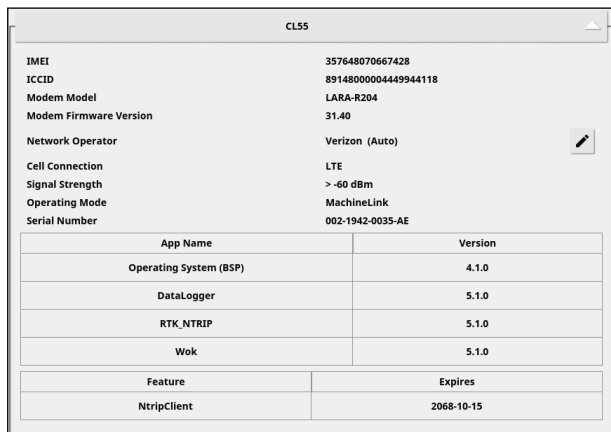 CL55
IMEI 357648070667428
ICCID 89148000004449944118
Modem Model LARA-R204
Modem Firmware Version 31.40
Network Operator Verizon (Auto)
Cell Connection LTE
Signal Strength > -60 dBm
Operating Mode MachineLink
Serial Number 002-1942-0035-AE
App Name Version
Operating System (BSP) 4.1.0
DataLogger 5.1.0
RTK_NTRIP 5.1.0
Wok 5.1.0
Feature Expires
NtripClient 2068-10-15